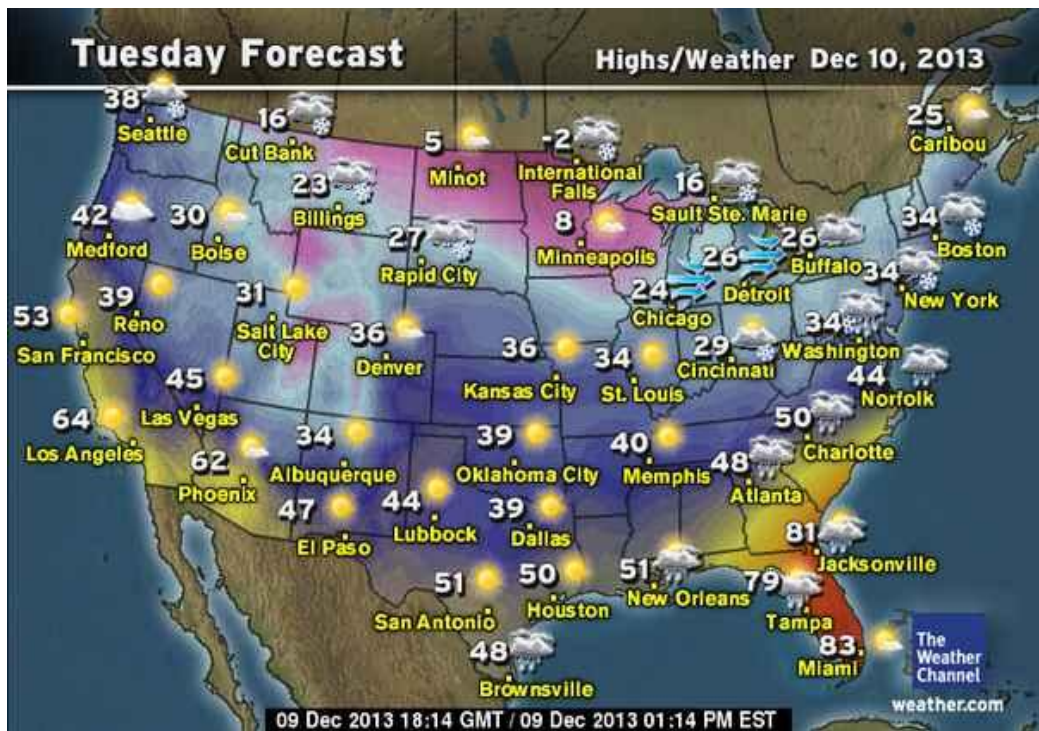 Tuesday Forecast
Highs/Weather Dec 10, 2013
38
Seattle
16
Cut Bank
5
Minot
-2
International
Falls
25
Caribou
23
Billings
16
Sault Ste. Marie
42
Medford
30
Boise
27
Rapid City
8
Minneapolis
26
Buffalo
34
Boston
26
Detroit
34
New York
24
Chicago
39
Reno
31
Salt Lake
City
53
San Francisco
36
Denver
36
Kansas City
34
St. Louis
29
Cincinnati
34
Washington
44
Norfolk
45
Las Vegas
64
Los Angeles
62
Phoenix
34
Albuquerque
39
Oklahoma City
40
Memphis
50
Charlotte
48
Atlanta
47
El Paso
44
Lubbock
39
Dallas
81
Jacksonville
51
San Antonio
50
Houston
51
New Orleans
79
Tampa
48
Brownsville
83
Miami
The
Weather
Channel
weather.com
09 Dec 2013 18:14 GMT / 09 Dec 2013 01:14 PM EST